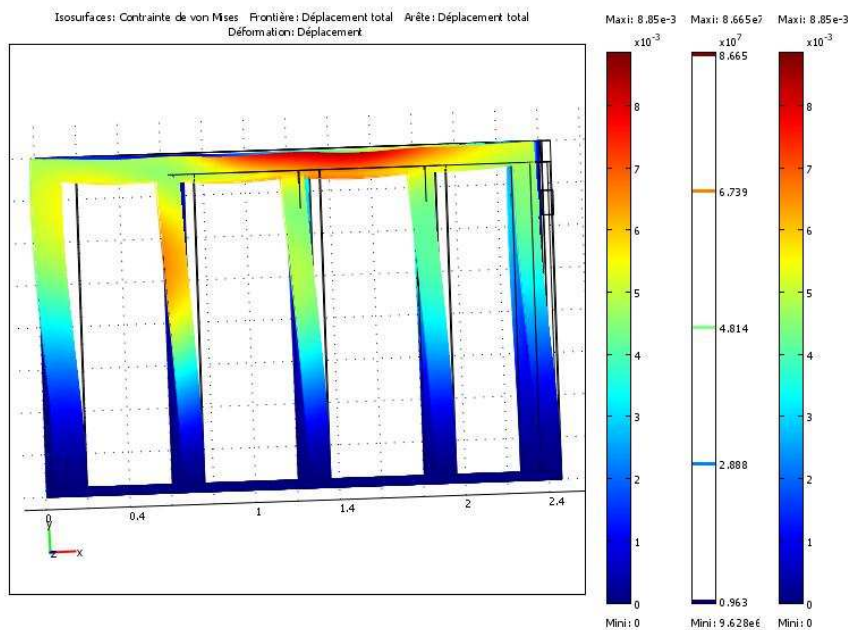 Isosurfaces: Contrainte de von Mises Frontière: Déplacement total Arête: Déplacement total
Déformation: Déplacement
Maxi: 8.85e-3 Maxi: 8.665e7 Maxi: 8.85e-3
x10⁻³ x10⁷ x10⁻³
8 8.665 8
7 6.739 7
6 6
5 4.814 5
4 4
3 2.888 3
2 2
1 1
0 0.963 0
Mini: 0 Mini: 9.628e6 Mini: 0
0 0.4 1 1.4 2 2.4
y
z x